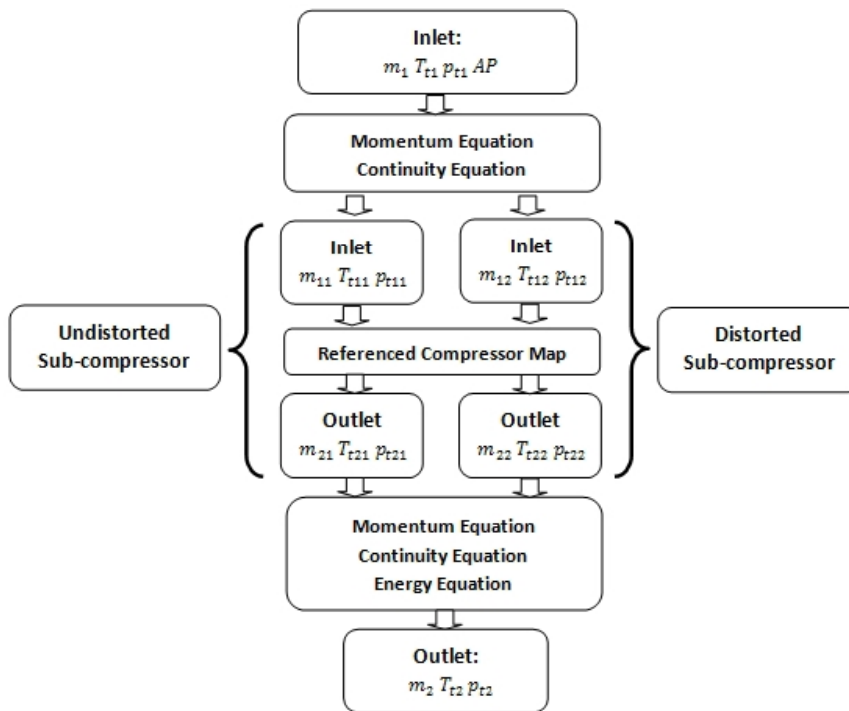 Inlet:
m₁ Tₜ₁ pₜ₁ AP
Momentum Equation
Continuity Equation
Inlet
m₁₁ Tₜ₁₁ pₜ₁₁
Inlet
m₁₂ Tₜ₁₂ pₜ₁₂
Undistorted
Sub-compressor
Referenced Compressor Map
Distorted
Sub-compressor
Outlet
m₂₁ Tₜ₂₁ pₜ₂₁
Outlet
m₂₂ Tₜ₂₂ pₜ₂₂
Momentum Equation
Continuity Equation
Energy Equation
Outlet:
m₂ Tₜ₂ pₜ₂